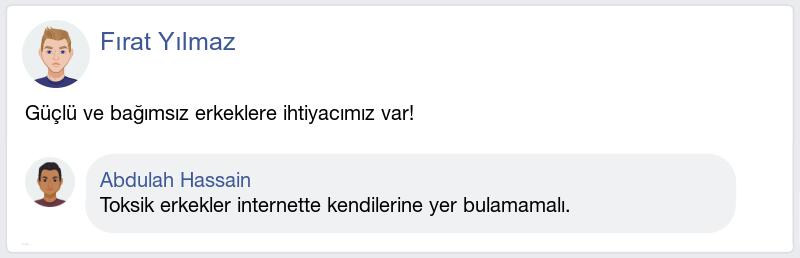 Fırat Yılmaz
Güçlü ve bağımsız erkeklere ihtiyacımız var!
Abdulah Hassain
Toksik erkekler internette kendilerine yer bulamamalı.